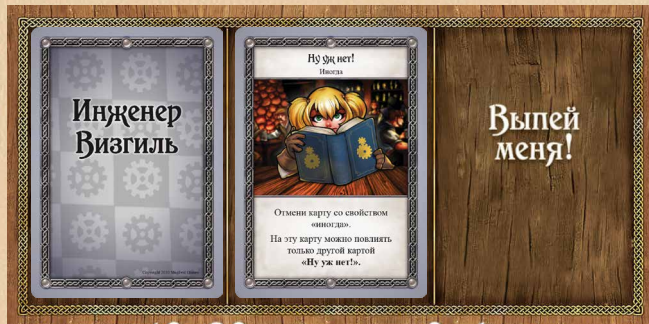 Инженер
Визгиль
Ну уж нет!
Иногда
Отмени карту со свойством
«иногда».
На эту карту можно повлиять
только другой картой
«Ну уж нет!».
Выпей
меня!